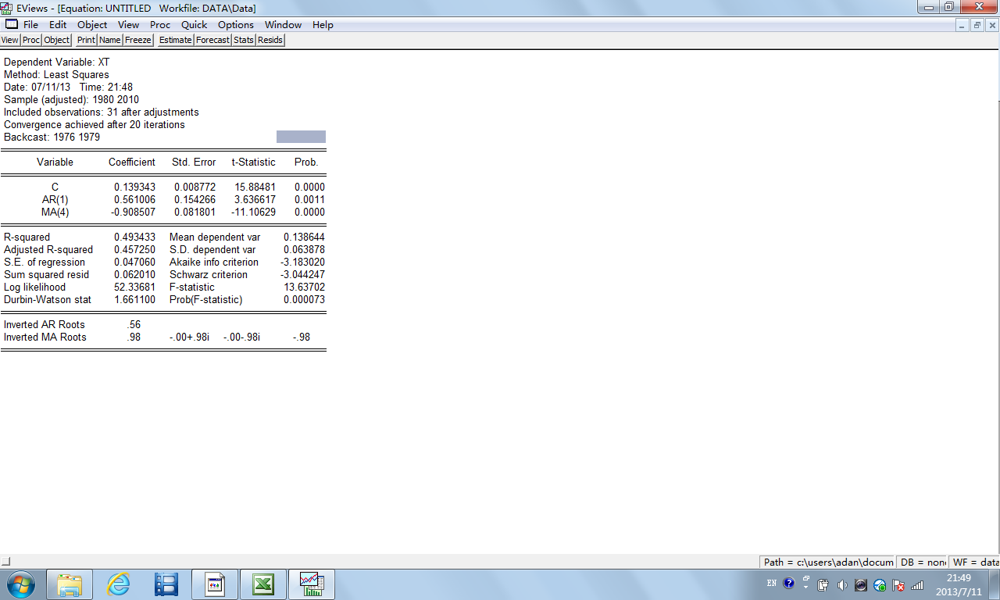 EViews - [Equation: UNTITLED   Workfile: DATA\Data]
File Edit Object View Proc Quick Options Window Help
View Proc Object Print Name Freeze Estimate Forecast Stats Resids
Dependent Variable: XT
Method: Least Squares
Date: 07/11/13   Time: 21:48
Sample (adjusted): 1980 2010
Included observations: 31 after adjustments
Convergence achieved after 20 iterations
Backcast: 1976 1979
Variable Coefficient Std. Error t-Statistic Prob.
C 0.139343 0.008772 15.88481 0.0000
AR(1) 0.561006 0.154266 3.636617 0.0011
MA(4) -0.908507 0.081801 -11.10629 0.0000
R-squared 0.493433 Mean dependent var 0.138644
Adjusted R-squared 0.457250 S.D. dependent var 0.063878
S.E. of regression 0.047060 Akaike info criterion -3.183020
Sum squared resid 0.062010 Schwarz criterion -3.044247
Log likelihood 52.33681 F-statistic 13.63702
Durbin-Watson stat 1.661100 Prob(F-statistic) 0.000073
Inverted AR Roots .56
Inverted MA Roots .98 -.00+.98i -.00-.98i -.98
Path = c:\users\adan\docum DB = non WF = data
EN 21:49
2013/7/11